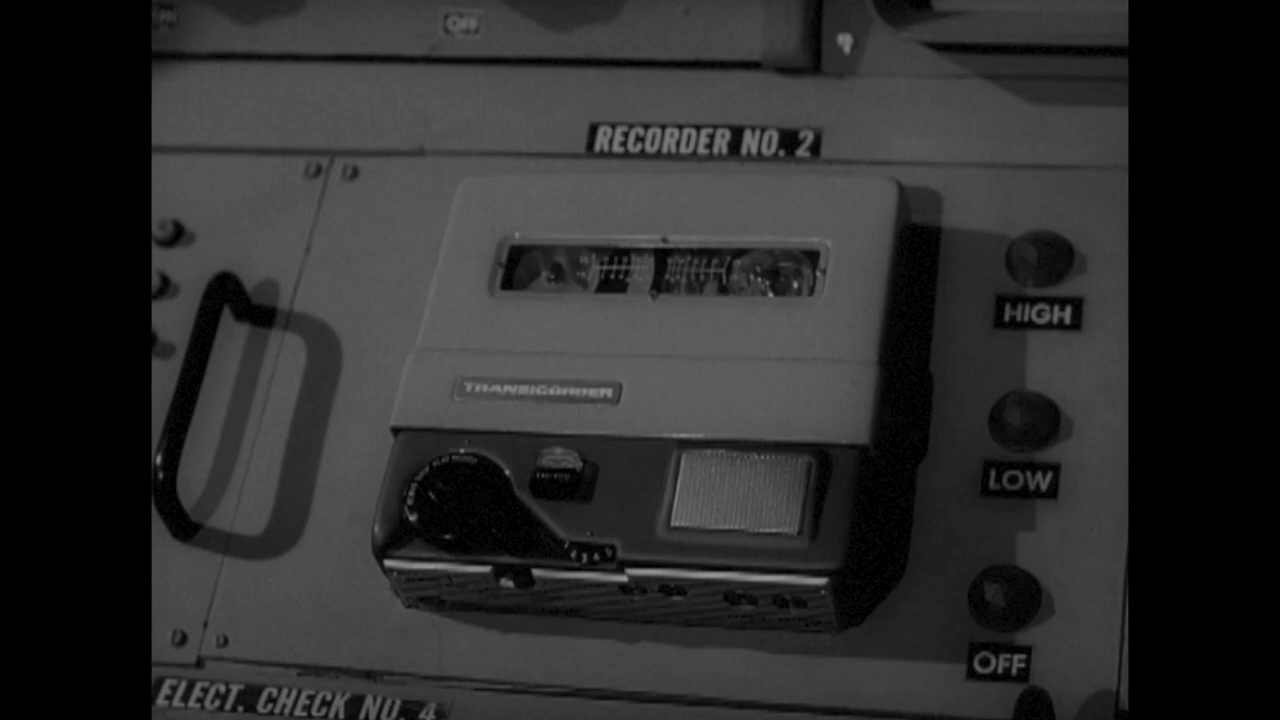 OFF
RECORDER NO. 2
HIGH
TRANSICORDER
LOW
OFF
ELECT. CHECK NO. 4